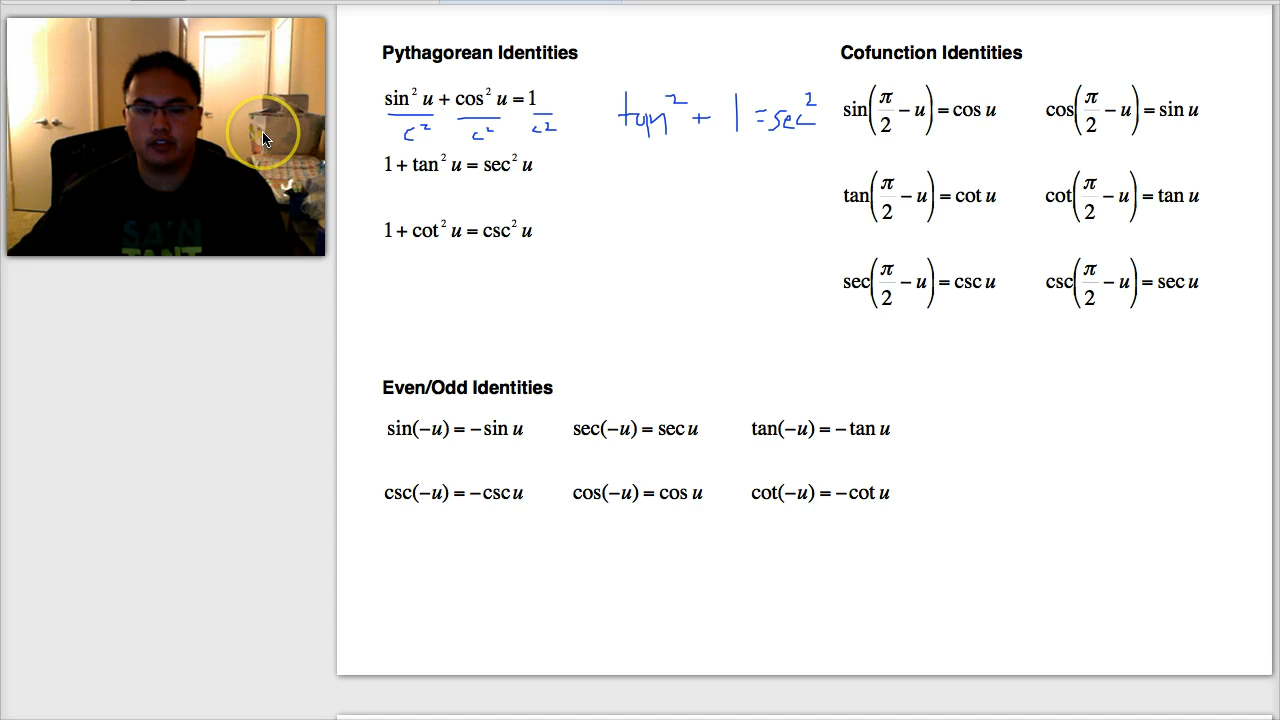 Pythagorean Identities
sin² u + cos² u = 1
c² c² c²
tan² + 1 = sec²
1 + tan² u = sec² u
1 + cot² u = csc² u
Cofunction Identities
sin(π/2 − u) = cos u cos(π/2 − u) = sin u
tan(π/2 − u) = cot u cot(π/2 − u) = tan u
sec(π/2 − u) = csc u csc(π/2 − u) = sec u
Even/Odd Identities
sin(−u) = −sin u sec(−u) = sec u tan(−u) = −tan u
csc(−u) = −csc u cos(−u) = cos u cot(−u) = −cot u